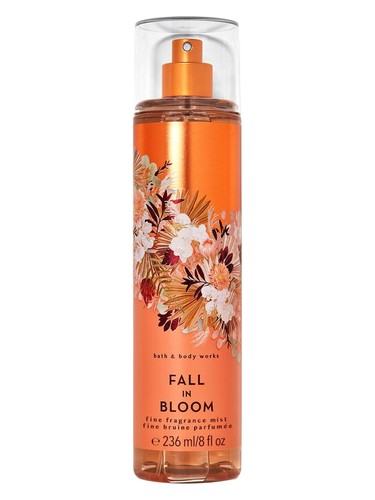 bath & body works
FALL
IN
BLOOM
fine fragrance mist
fine bruine parfumée
e 236 ml/8 fl oz